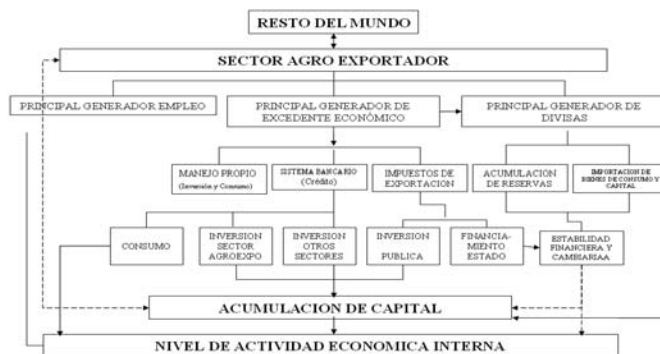 RESTO DEL MUNDO
SECTOR AGRO EXPORTADOR
PRINCIPAL GENERADOR EMPLEO
PRINCIPAL GENERADOR DE
EXCEDENTE ECONÓMICO
PRINCIPAL GENERADOR DE
DIVISAS
MANEJO PROPIO
(Inversión y Consumo)
SISTEMA BANCARIO
(Crédito)
IMPUESTOS DE
EXPORTACION
ACUMULACION
DE RESERVAS
IMPORTACION DE
BIENES DE CONSUMO Y
CAPITAL
CONSUMO
INVERSION
SECTOR
AGROEXPO
INVERSION
OTROS
SECTORES
INVERSION
PUBLICA
FINANCIA-
MIENTO
ESTADO
ESTABILIDAD
FINANCIERA Y
CAMBIARIAA
ACUMULACION DE CAPITAL
NIVEL DE ACTIVIDAD ECONOMICA INTERNA